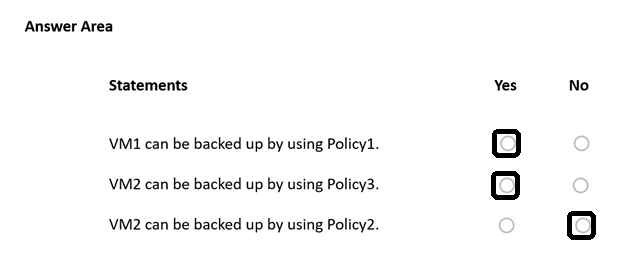 Answer Area
Statements Yes No
VM1 can be backed up by using Policy1.
VM2 can be backed up by using Policy3.
VM2 can be backed up by using Policy2.